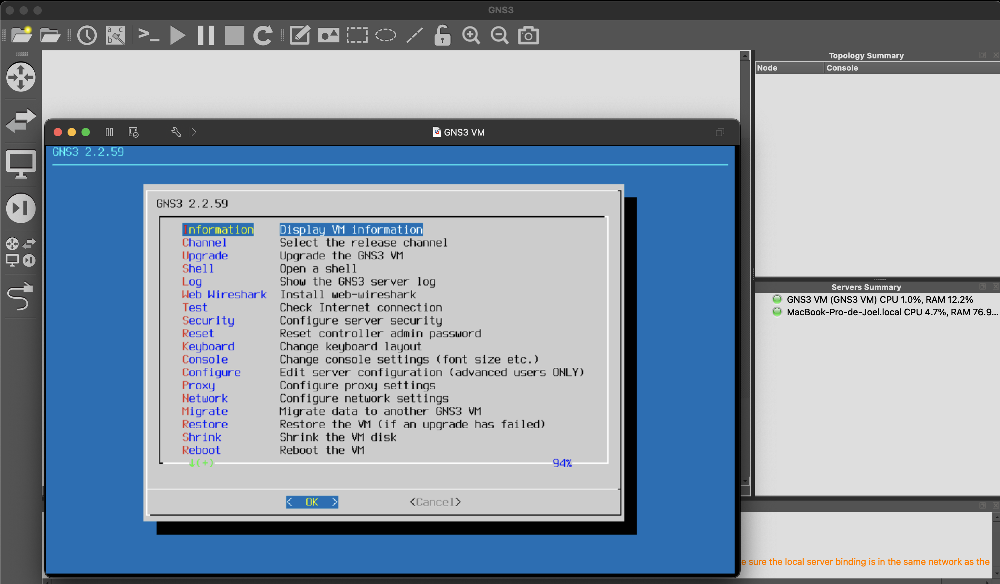 GNS3
a c
b
Topology Summary
Node Console
GNS3 VM
GNS3 2.2.59
GNS3 2.2.59
Information Display VM information
Channel Select the release channel
Upgrade Upgrade the GNS3 VM
Shell Open a shell
Log Show the GNS3 server log
Web Wireshark Install web-wireshark
Test Check Internet connection
Security Configure server security
Reset Reset controller admin password
Keyboard Change keyboard layout
Console Change console settings (font size etc.)
Configure Edit server configuration (advanced users ONLY)
Proxy Configure proxy settings
Network Configure network settings
Migrate Migrate data to another GNS3 VM
Restore Restore the VM (if an upgrade has failed)
Shrink Shrink the VM disk
Reboot Reboot the VM
↓(+) 94%
< OK > <Cancel>
Servers Summary
GNS3 VM (GNS3 VM) CPU 1.0%, RAM 12.2%
MacBook-Pro-de-Joel.local CPU 4.7%, RAM 76.9...
sure the local server binding is in the same network as the